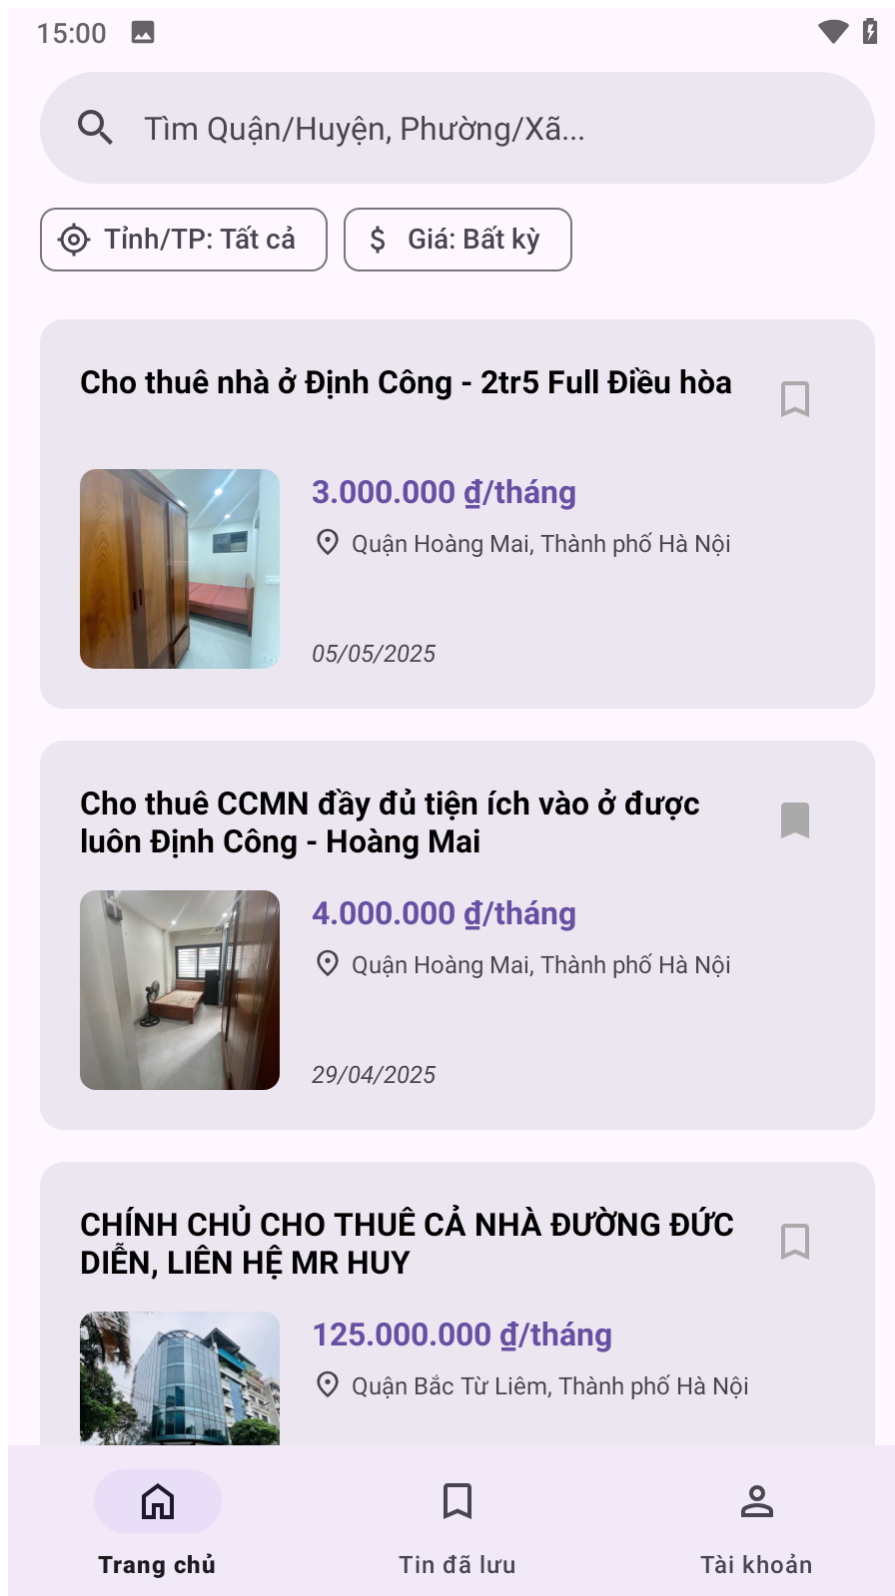 15:00
Tìm Quận/Huyện, Phường/Xã...
Tỉnh/TP: Tất cả
Giá: Bất kỳ
Cho thuê nhà ở Định Công - 2tr5 Full Điều hòa
3.000.000 ₫/tháng
Quận Hoàng Mai, Thành phố Hà Nội
05/05/2025
Cho thuê CCMN đầy đủ tiện ích vào ở được
luôn Định Công - Hoàng Mai
4.000.000 ₫/tháng
Quận Hoàng Mai, Thành phố Hà Nội
29/04/2025
CHÍNH CHỦ CHO THUÊ CẢ NHÀ ĐƯỜNG ĐỨC
DIỄN, LIÊN HỆ MR HUY
125.000.000 ₫/tháng
Quận Bắc Từ Liêm, Thành phố Hà Nội
Trang chủ
Tin đã lưu
Tài khoản